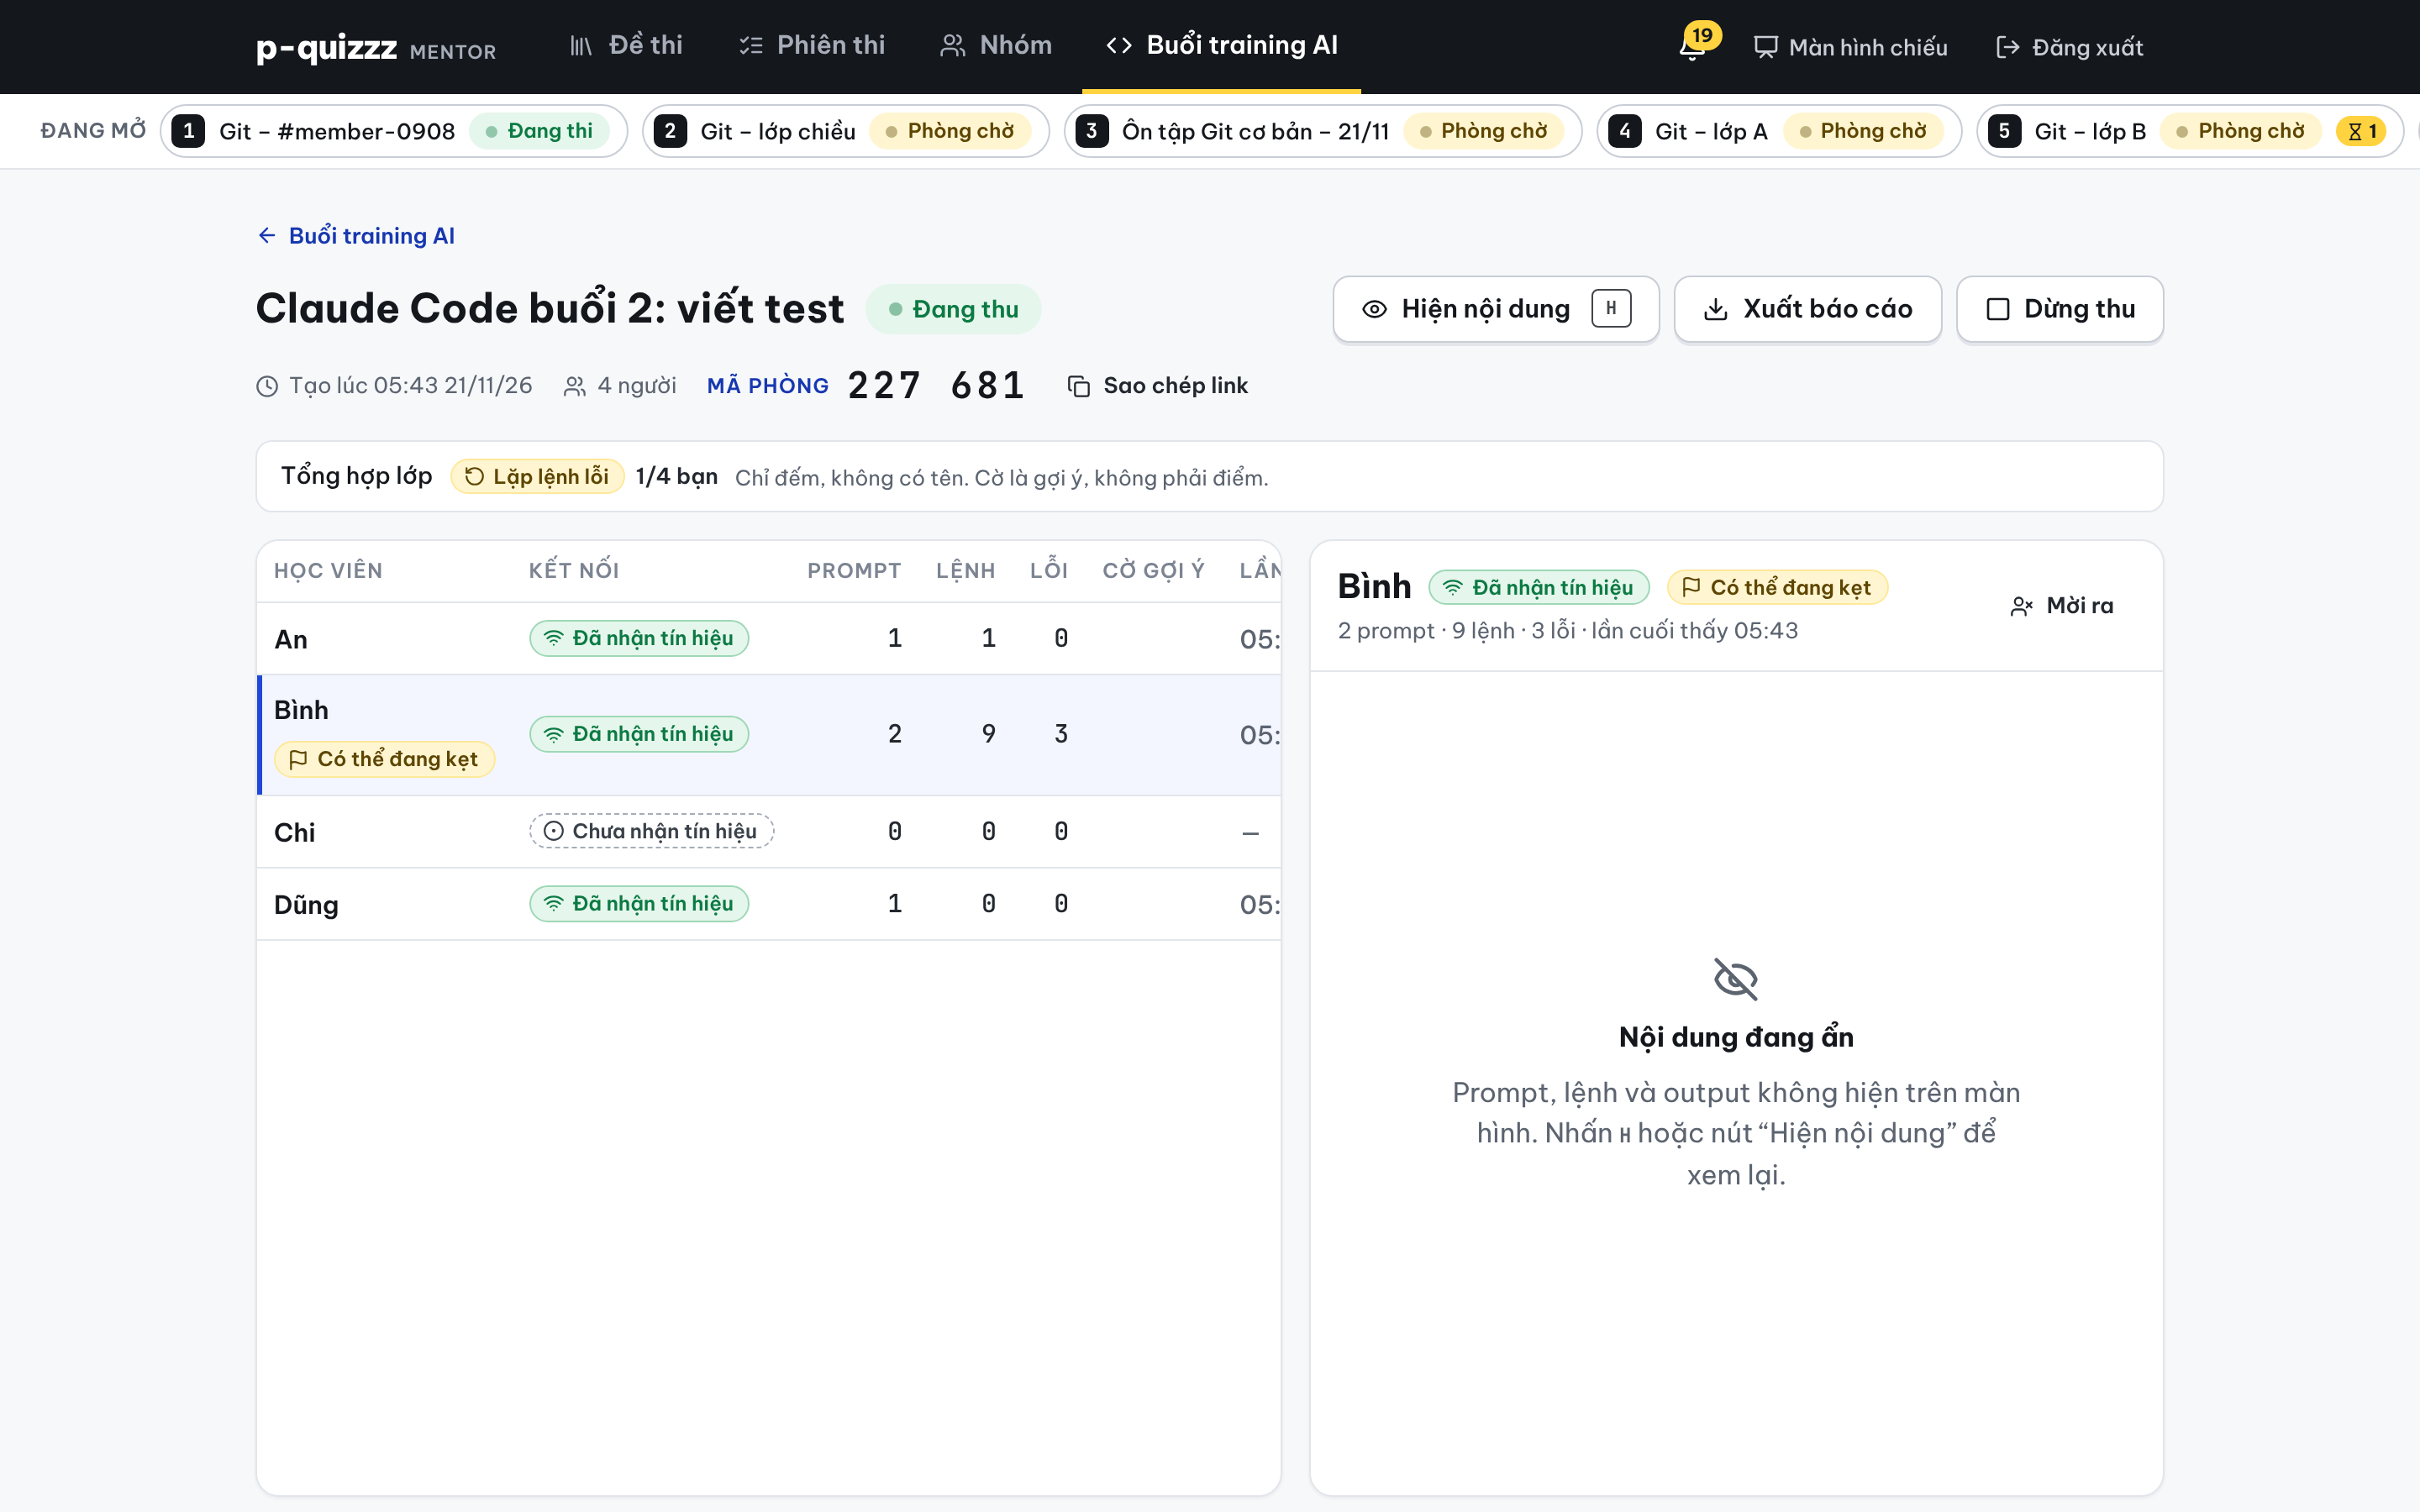 p-quizzz MENTOR Đề thi Phiên thi Nhóm Buổi training AI 19 Màn hình chiếu Đăng xuất
ĐANG MỞ 1 Git – #member-0908 Đang thi 2 Git – lớp chiều Phòng chờ 3 Ôn tập Git cơ bản – 21/11 Phòng chờ 4 Git – lớp A Phòng chờ 5 Git – lớp B Phòng chờ 1
Buổi training AI
Claude Code buổi 2: viết test Đang thu Hiện nội dung H Xuất báo cáo Dừng thu
Tạo lúc 05:43 21/11/26 4 người MÃ PHÒNG 227 681 Sao chép link
Tổng hợp lớp Lặp lệnh lỗi 1/4 bạn Chỉ đếm, không có tên. Cờ là gợi ý, không phải điểm.
HỌC VIÊN KẾT NỐI PROMPT LỆNH LỖI CỜ GỢI Ý LẦN
An Đã nhận tín hiệu 1 1 0 05:
Bình Đã nhận tín hiệu 2 9 3 05:
Có thể đang kẹt
Chi Chưa nhận tín hiệu 0 0 0 –
Dũng Đã nhận tín hiệu 1 0 0 05:
Bình Đã nhận tín hiệu Có thể đang kẹt Mời ra
2 prompt · 9 lệnh · 3 lỗi · lần cuối thấy 05:43
Nội dung đang ẩn
Prompt, lệnh và output không hiện trên màn
hình. Nhấn H hoặc nút “Hiện nội dung” để
xem lại.